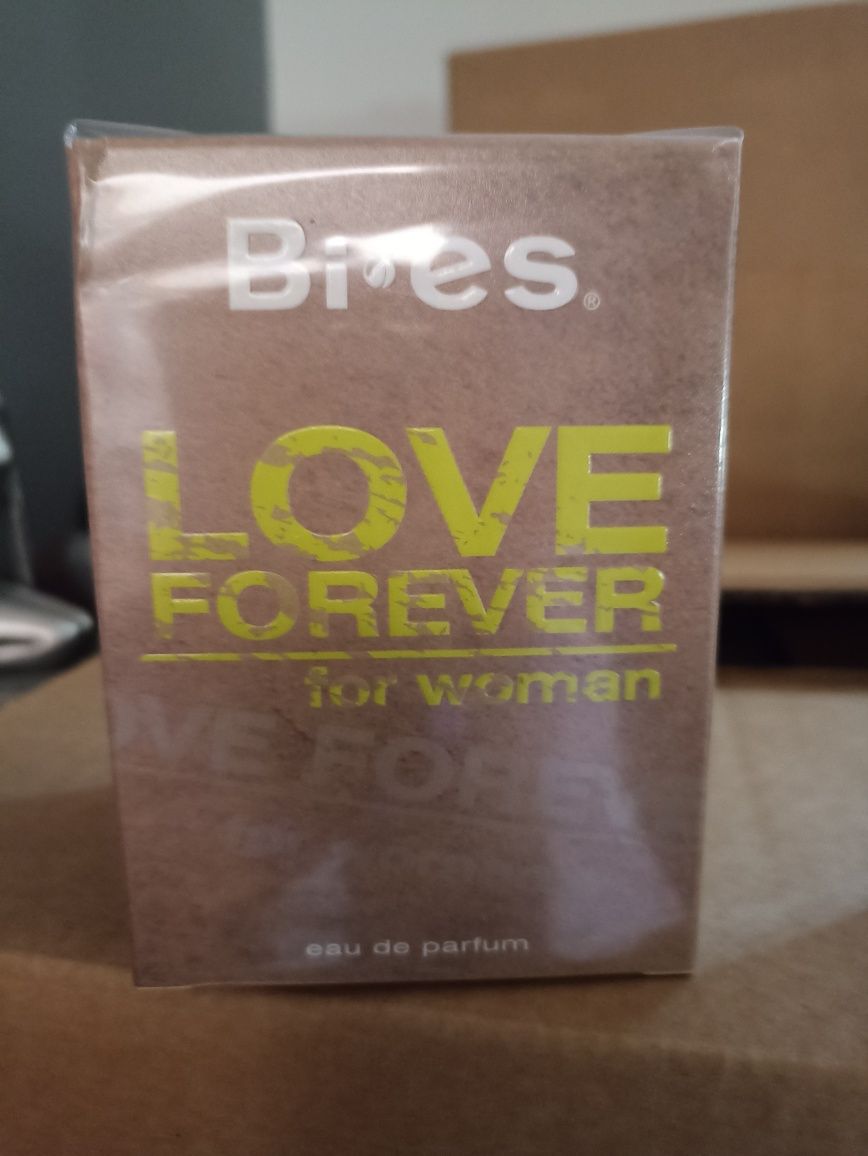 Bi•es®
LOVE
FOREVER
for woman
eau de parfum